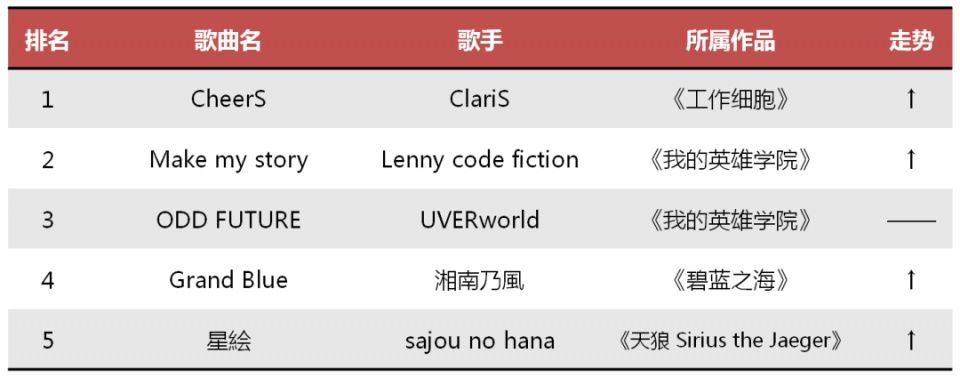 排名 歌曲名 歌手 所属作品 走势
1 CheerS ClariS 《工作细胞》 ↑
2 Make my story Lenny code fiction 《我的英雄学院》 ↑
3 ODD FUTURE UVERworld 《我的英雄学院》 ——
4 Grand Blue 湘南乃風 《碧蓝之海》 ↑
5 星絵 sajou no hana 《天狼 Sirius the Jaeger》 ↑